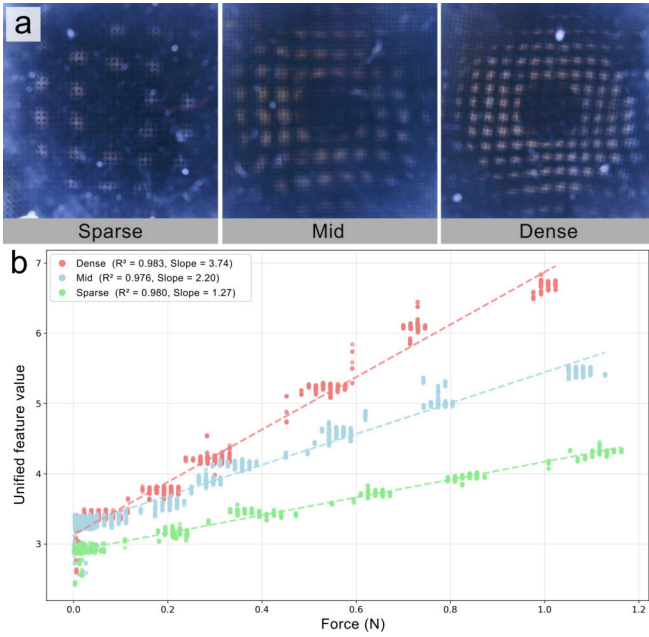 a
Sparse
Mid
Dense
b
Dense (R² = 0.983, Slope = 3.74)
Mid (R² = 0.976, Slope = 2.20)
Sparse (R² = 0.980, Slope = 1.27)
Unified feature value
7
6
5
4
3
0.0 0.2 0.4 0.6 0.8 1.0
Force (N)